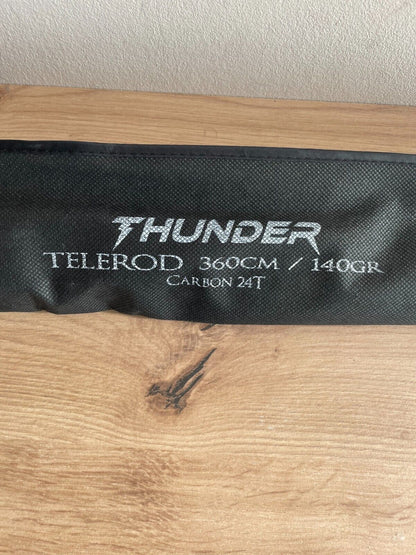 THUNDER
TELEROD 360CM / 140GR
CARBON 24T